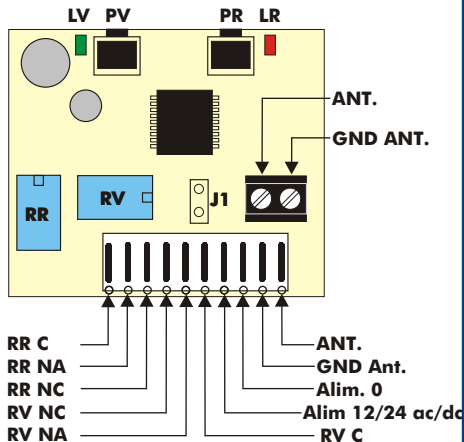 LV PV PR LR
ANT.
GND ANT.
RR
RV
J1
RR C
RR NA
RR NC
RV NC
RV NA
ANT.
GND Ant.
Alim. 0
Alim 12/24 ac/dc
RV C